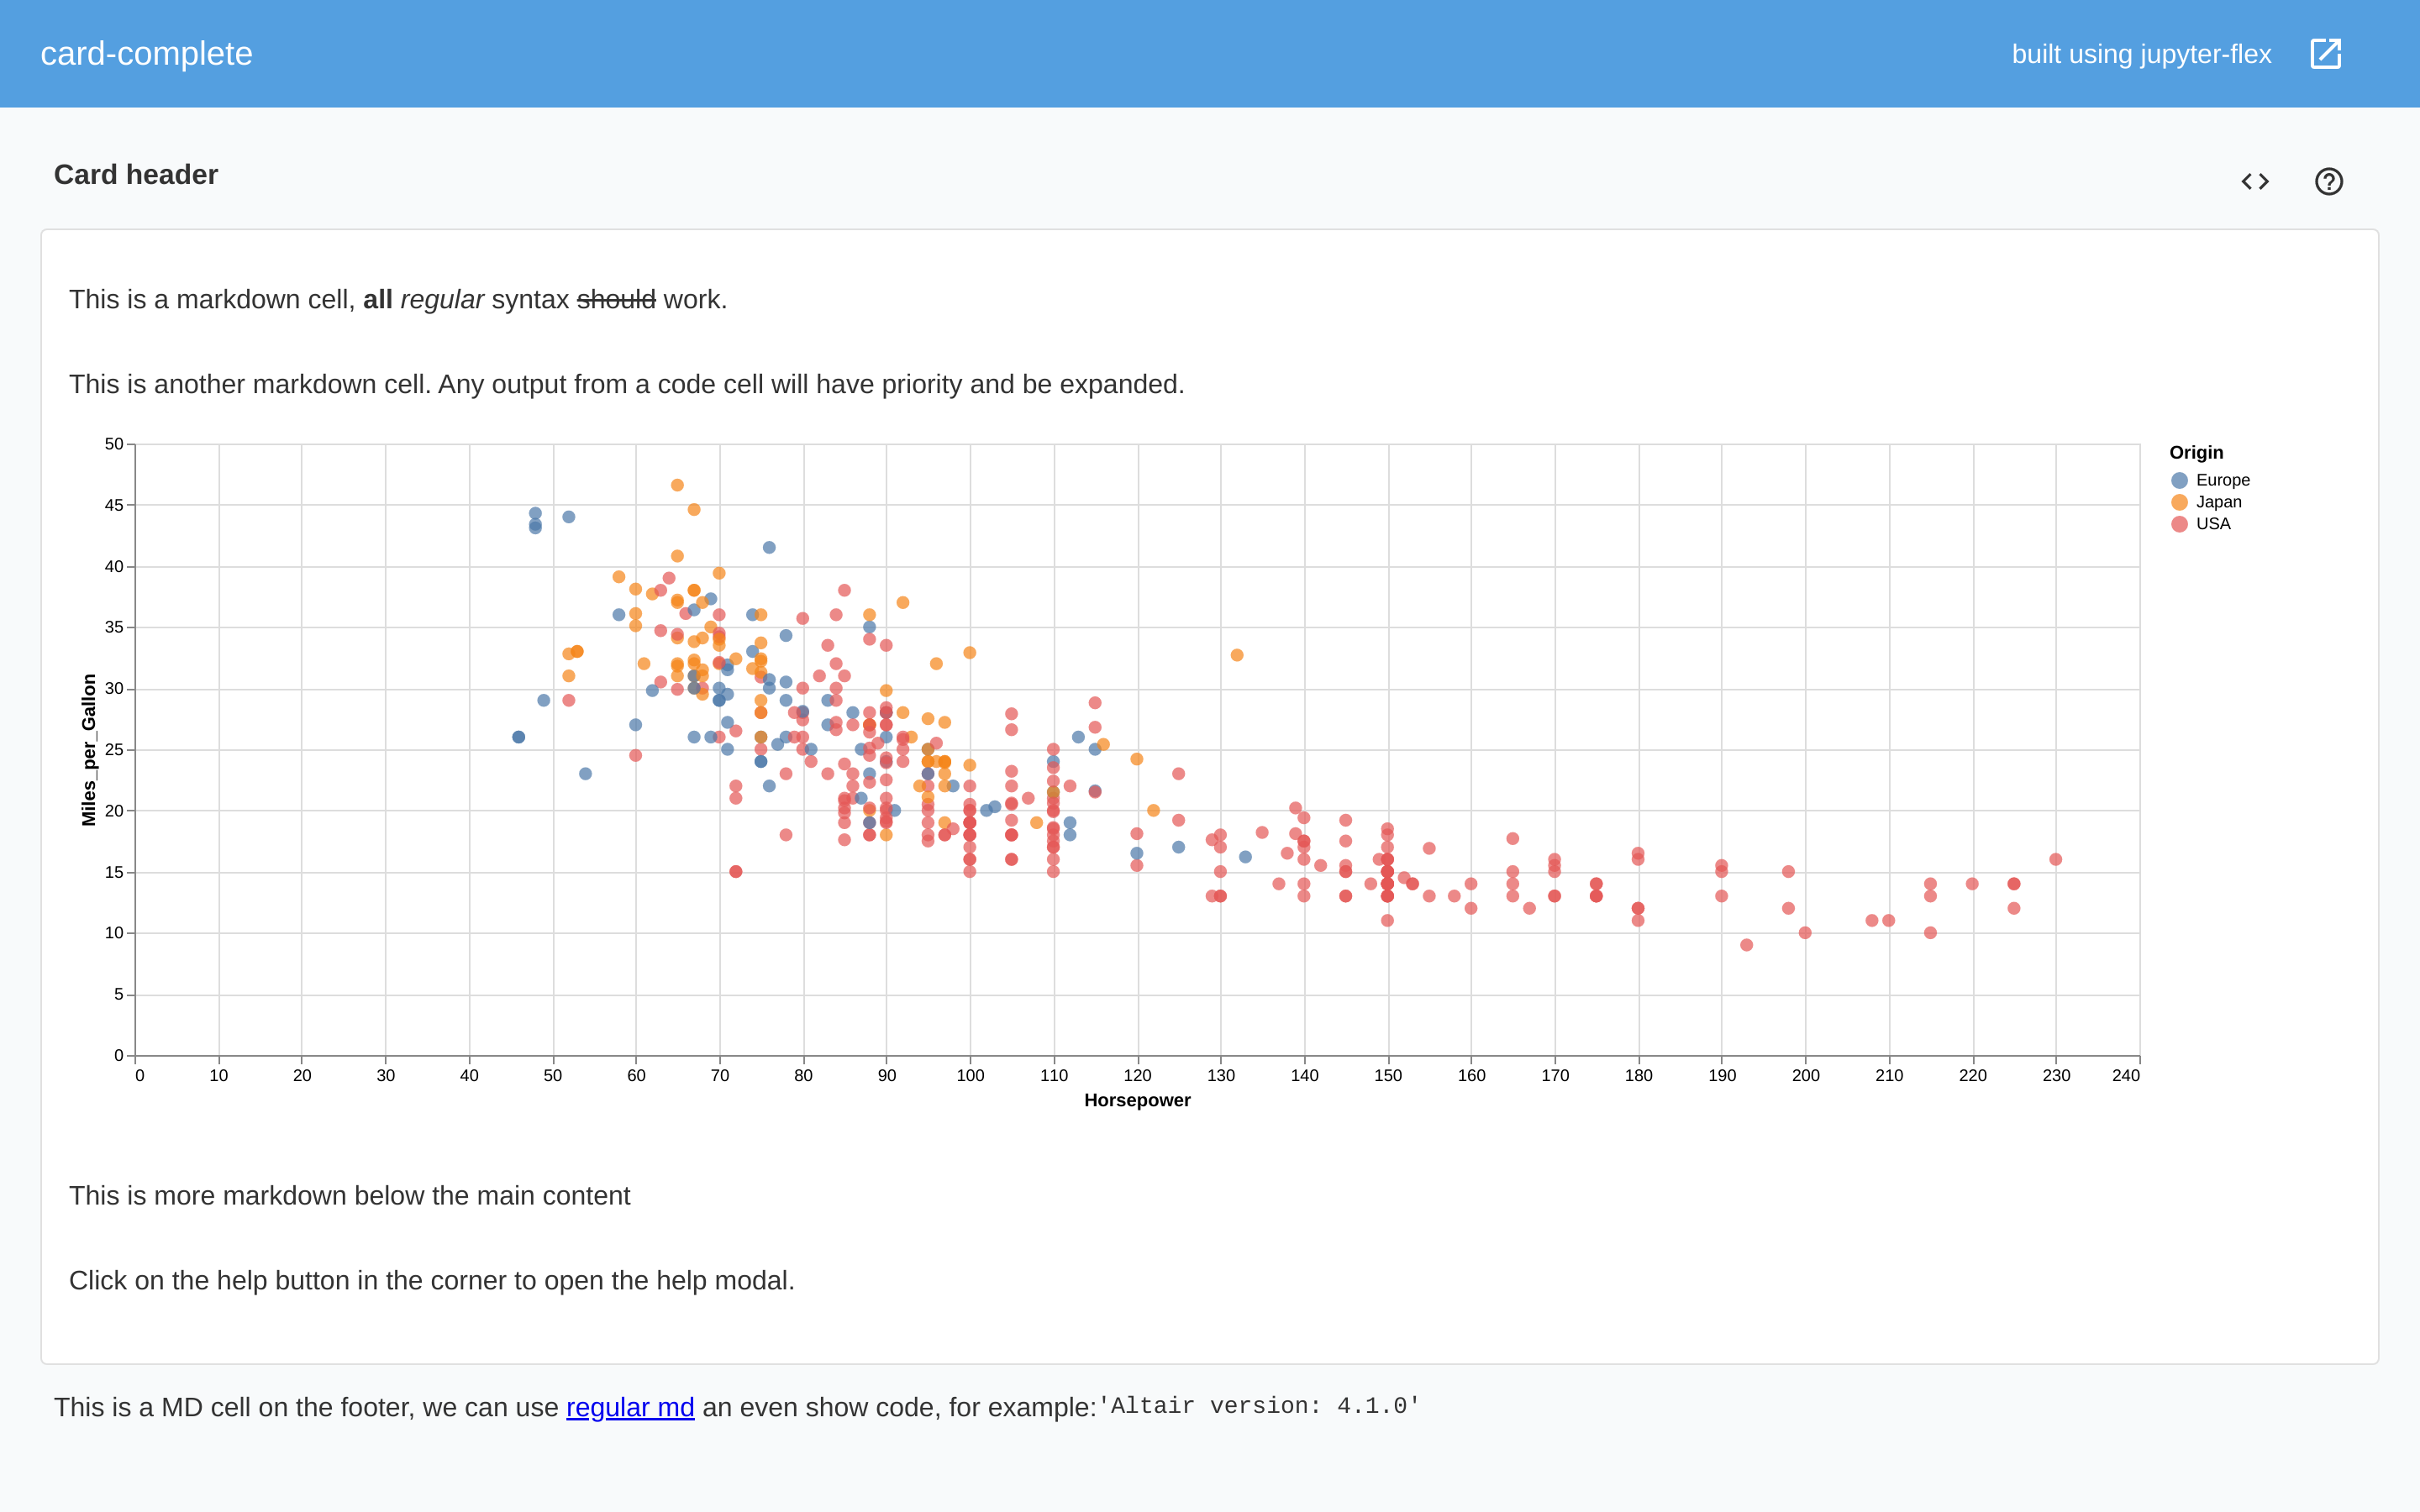 card-complete
built using jupyter-flex
Card header
This is a markdown cell, all regular syntax should work.
This is another markdown cell. Any output from a code cell will have priority and be expanded.
50
45
40
35
30
25
20
15
10
5
0
Miles_per_Gallon
0 10 20 30 40 50 60 70 80 90 100 110 120 130 140 150 160 170 180 190 200 210 220 230 240
Horsepower
Origin
Europe
Japan
USA
This is more markdown below the main content
Click on the help button in the corner to open the help modal.
This is a MD cell on the footer, we can use regular md an even show code, for example:'Altair version: 4.1.0'